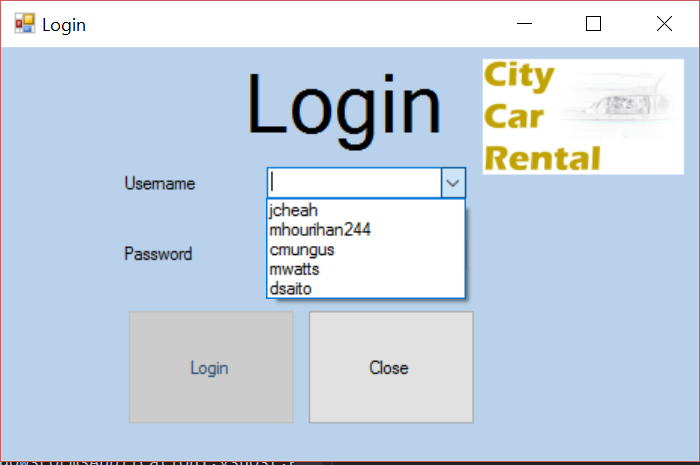 Login
Login
City
Car
Rental
Username
jcheah
mhourihan244
cmungus
mwatts
dsaito
Password
Login
Close